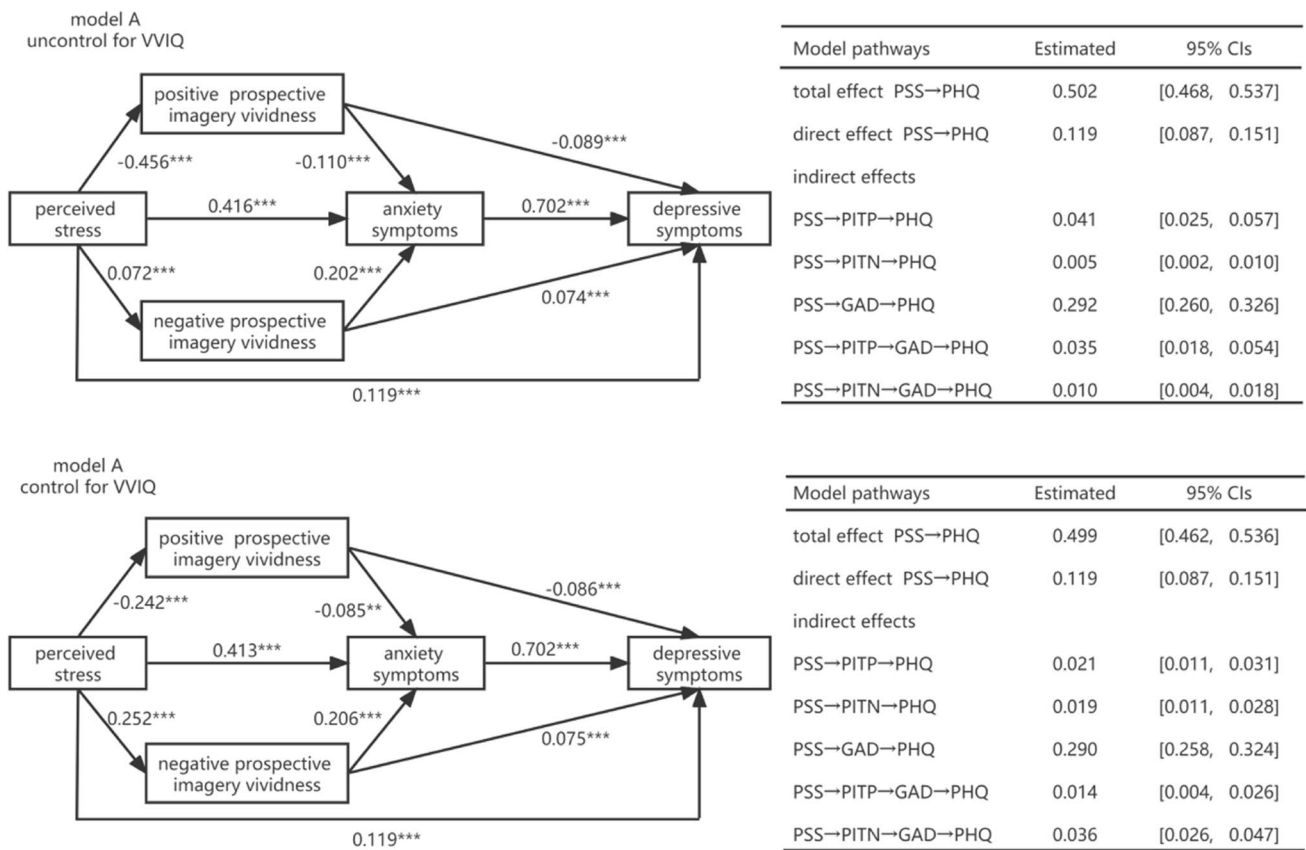 model A
uncontrol for VVIQ
positive prospective
imagery vividness
-0.456***
-0.110***
-0.089***
perceived
stress
0.416***
anxiety
symptoms
0.702***
depressive
symptoms
0.072***
0.202***
0.074***
negative prospective
imagery vividness
0.119***
Model pathways Estimated 95% CIs
total effect PSS→PHQ 0.502 [0.468, 0.537]
direct effect PSS→PHQ 0.119 [0.087, 0.151]
indirect effects
PSS→PITP→PHQ 0.041 [0.025, 0.057]
PSS→PITN→PHQ 0.005 [0.002, 0.010]
PSS→GAD→PHQ 0.292 [0.260, 0.326]
PSS→PITP→GAD→PHQ 0.035 [0.018, 0.054]
PSS→PITN→GAD→PHQ 0.010 [0.004, 0.018]
model A
control for VVIQ
positive prospective
imagery vividness
-0.242***
-0.085**
-0.086***
perceived
stress
0.413***
anxiety
symptoms
0.702***
depressive
symptoms
0.252***
0.206***
0.075***
negative prospective
imagery vividness
0.119***
Model pathways Estimated 95% CIs
total effect PSS→PHQ 0.499 [0.462, 0.536]
direct effect PSS→PHQ 0.119 [0.087, 0.151]
indirect effects
PSS→PITP→PHQ 0.021 [0.011, 0.031]
PSS→PITN→PHQ 0.019 [0.011, 0.028]
PSS→GAD→PHQ 0.290 [0.258, 0.324]
PSS→PITP→GAD→PHQ 0.014 [0.004, 0.026]
PSS→PITN→GAD→PHQ 0.036 [0.026, 0.047]